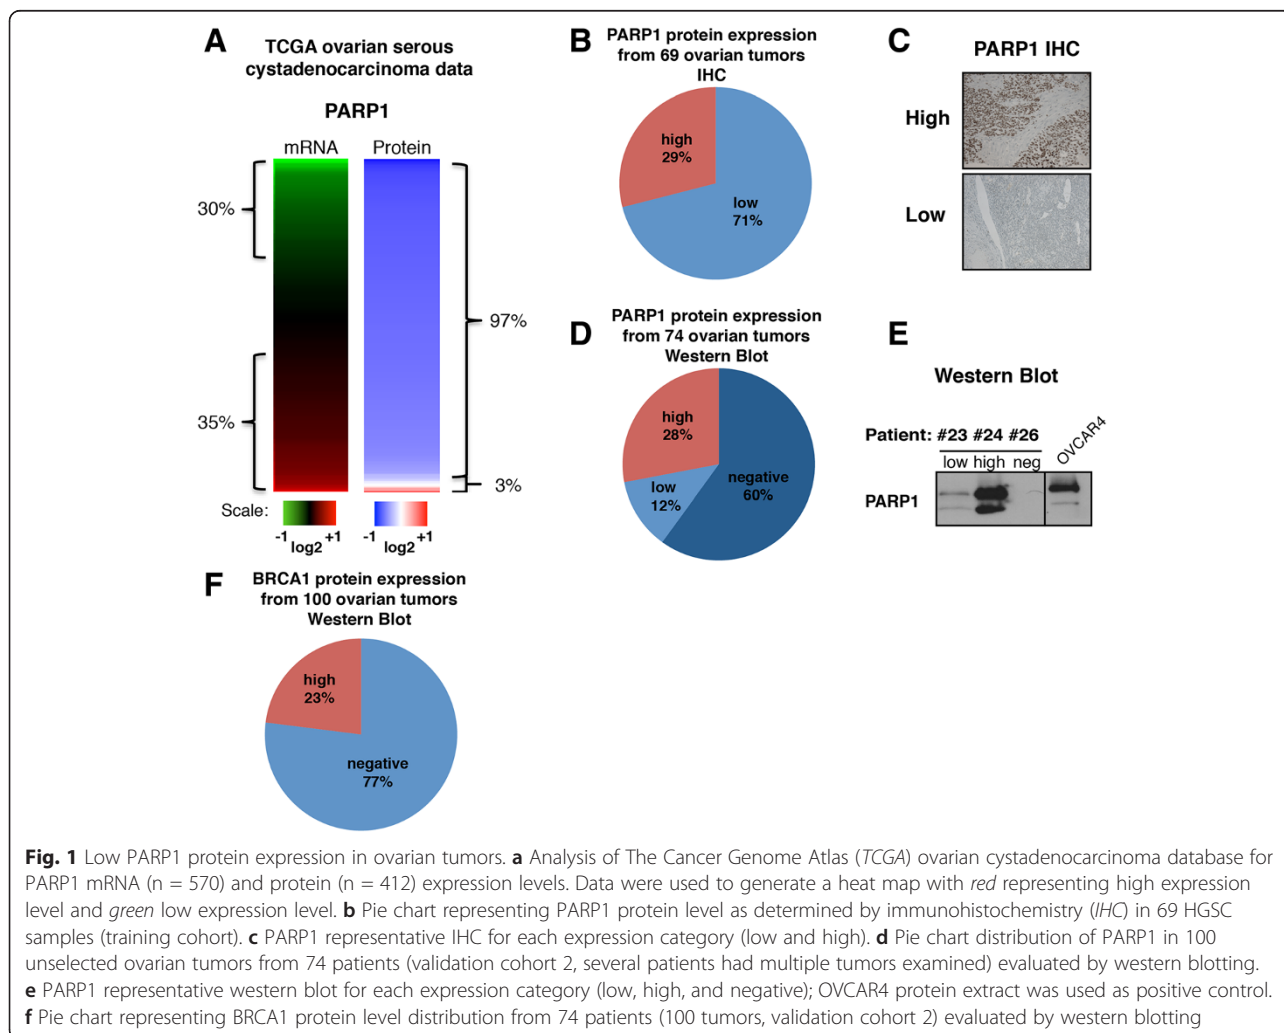 A
TCGA ovarian serous
cystadenocarcinoma data
PARP1
mRNA
Protein
30%
35%
97%
3%
Scale:
-1
log2
+1
-1
log2
+1
B
PARP1 protein expression
from 69 ovarian tumors
IHC
high
29%
low
71%
C
PARP1 IHC
High
Low
D
PARP1 protein expression
from 74 ovarian tumors
Western Blot
high
28%
low
12%
negative
60%
E
Western Blot
Patient: #23 #24 #26
OVCAR4
low high neg
PARP1
F
BRCA1 protein expression
from 100 ovarian tumors
Western Blot
high
23%
negative
77%
Fig. 1 Low PARP1 protein expression in ovarian tumors. a Analysis of The Cancer Genome Atlas (TCGA) ovarian cystadenocarcinoma database for
PARP1 mRNA (n = 570) and protein (n = 412) expression levels. Data were used to generate a heat map with red representing high expression
level and green low expression level. b Pie chart representing PARP1 protein level as determined by immunohistochemistry (IHC) in 69 HGSC
samples (training cohort). c PARP1 representative IHC for each expression category (low and high). d Pie chart distribution of PARP1 in 100
unselected ovarian tumors from 74 patients (validation cohort 2, several patients had multiple tumors examined) evaluated by western blotting.
e PARP1 representative western blot for each expression category (low, high, and negative); OVCAR4 protein extract was used as positive control.
f Pie chart representing BRCA1 protein level distribution from 74 patients (100 tumors, validation cohort 2) evaluated by western blotting